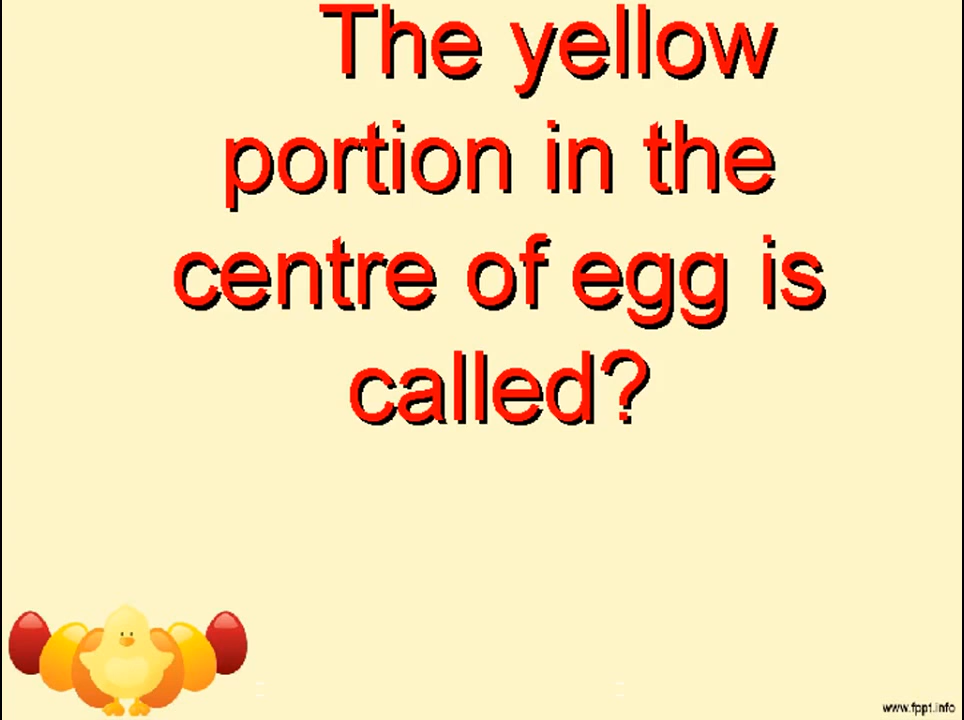 The yellow
portion in the
centre of egg is
called?
www.fppt.info